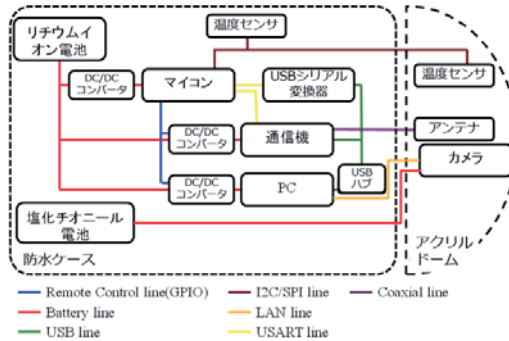 リチウムイ
オン電池
温度センサ
DC/DC
コンバータ
マイコン
USBシリアル
変換器
温度センサ
DC/DC
コンバータ
通信機
アンテナ
DC/DC
コンバータ
PC
USB
ハブ
カメラ
塩化チオニール
電池
防水ケース
アクリル
ドーム
Remote Control line(GPIO)
I2C/SPI line
Coaxial line
Battery line
LAN line
USB line
USART line